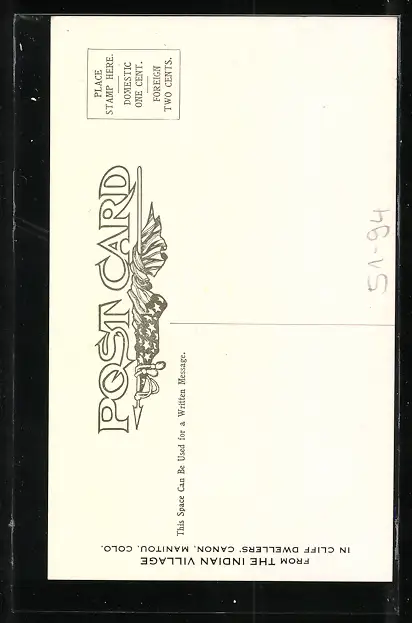 PLACE
STAMP HERE.
DOMESTIC
ONE CENT.
FOREIGN
TWO CENTS.
POST CARD
This Space Can Be Used for a Written Message.
51-94
FROM THE INDIAN VILLAGE
IN CLIFF DWELLERS' CANON, MANITOU, COLO.